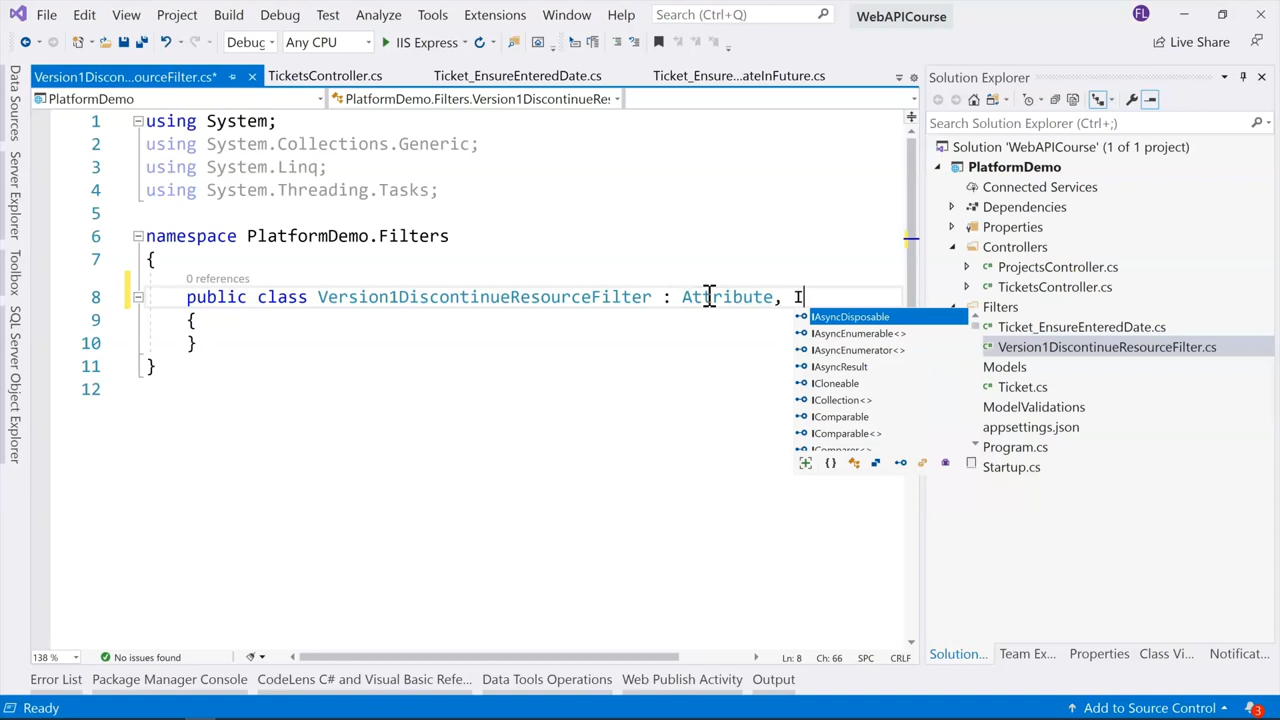 File Edit View Project Build Debug Test Analyze Tools Extensions Window Help Search (Ctrl+Q) WebAPICourse FL
Debug Any CPU IIS Express Live Share
Version1Discon...ourceFilter.cs* TicketsController.cs Ticket_EnsureEnteredDate.cs Ticket_Ensure...ateInFuture.cs
PlatformDemo PlatformDemo.Filters.Version1DiscontinueRes
1 using System;
2 using System.Collections.Generic;
3 using System.Linq;
4 using System.Threading.Tasks;
5
6 namespace PlatformDemo.Filters
7 {
0 references
8 public class Version1DiscontinueResourceFilter : Attribute, I
9 {
10 }
11 }
12
IAsyncDisposable
IAsyncEnumerable<>
IAsyncEnumerator<>
IAsyncResult
ICloneable
ICollection<>
IComparable
IComparable<>
IComparer<>
Data Sources
Server Explorer
Toolbox
SQL Server Object Explorer
Solution Explorer
Search Solution Explorer (Ctrl+;)
Solution 'WebAPICourse' (1 of 1 project)
PlatformDemo
Connected Services
Dependencies
Properties
Controllers
ProjectsController.cs
TicketsController.cs
Filters
Ticket_EnsureEnteredDate.cs
Version1DiscontinueResourceFilter.cs
Models
Ticket.cs
ModelValidations
appsettings.json
Program.cs
Startup.cs
Solution... Team Ex... Properties Class Vi... Notificat...
138 % No issues found Ln: 8 Ch: 66 SPC CRLF
Error List Package Manager Console CodeLens C# and Visual Basic Refe... Data Tools Operations Web Publish Activity Output
Ready Add to Source Control 3